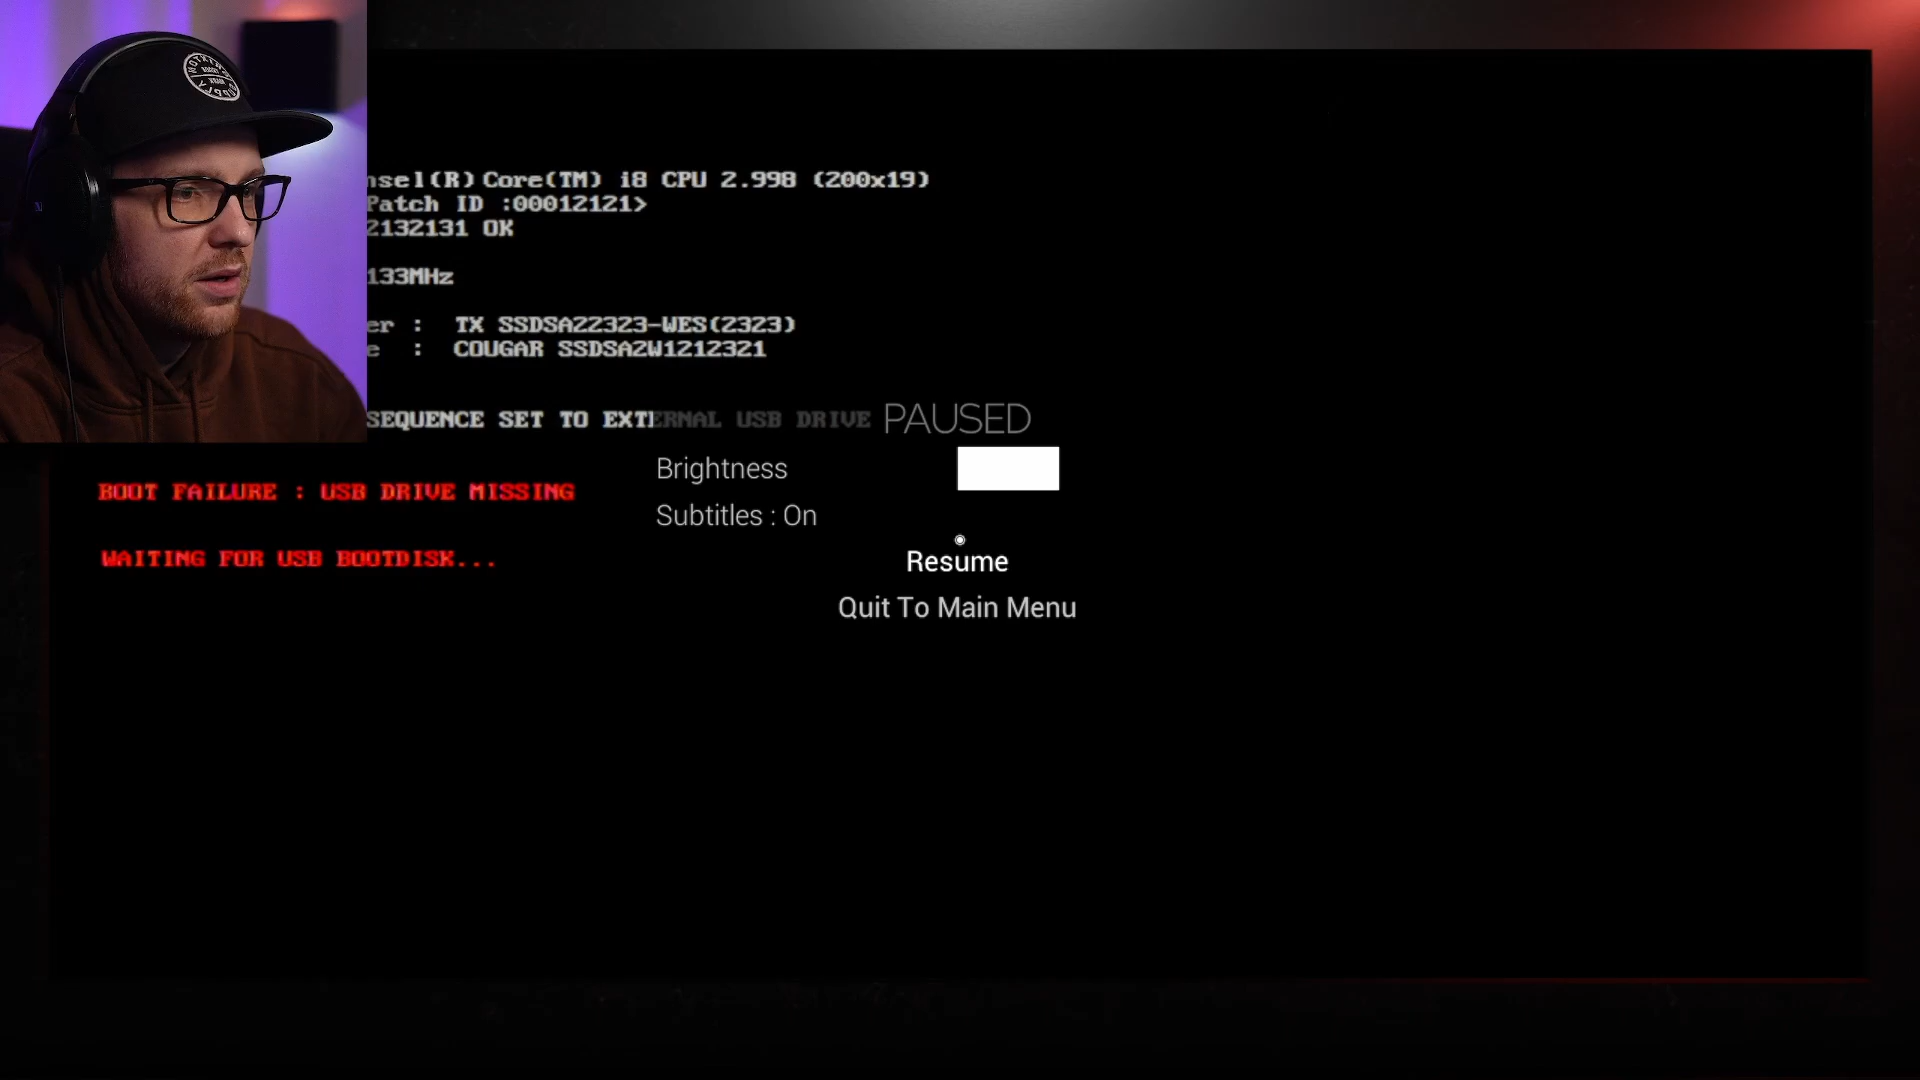 nsel(R) Core(TM) i8 CPU 2.998 (200x19)
Patch ID :00012121>
2132131 OK
133MHz
er : TX SSDSA22323-WES(2323)
e : COUGAR SSDSA2W1212321
SEQUENCE SET TO EXTERNAL USB DRIVE
PAUSED
BOOT FAILURE : USB DRIVE MISSING
Brightness
Subtitles : On
WAITING FOR USB BOOTDISK...
Resume
Quit To Main Menu